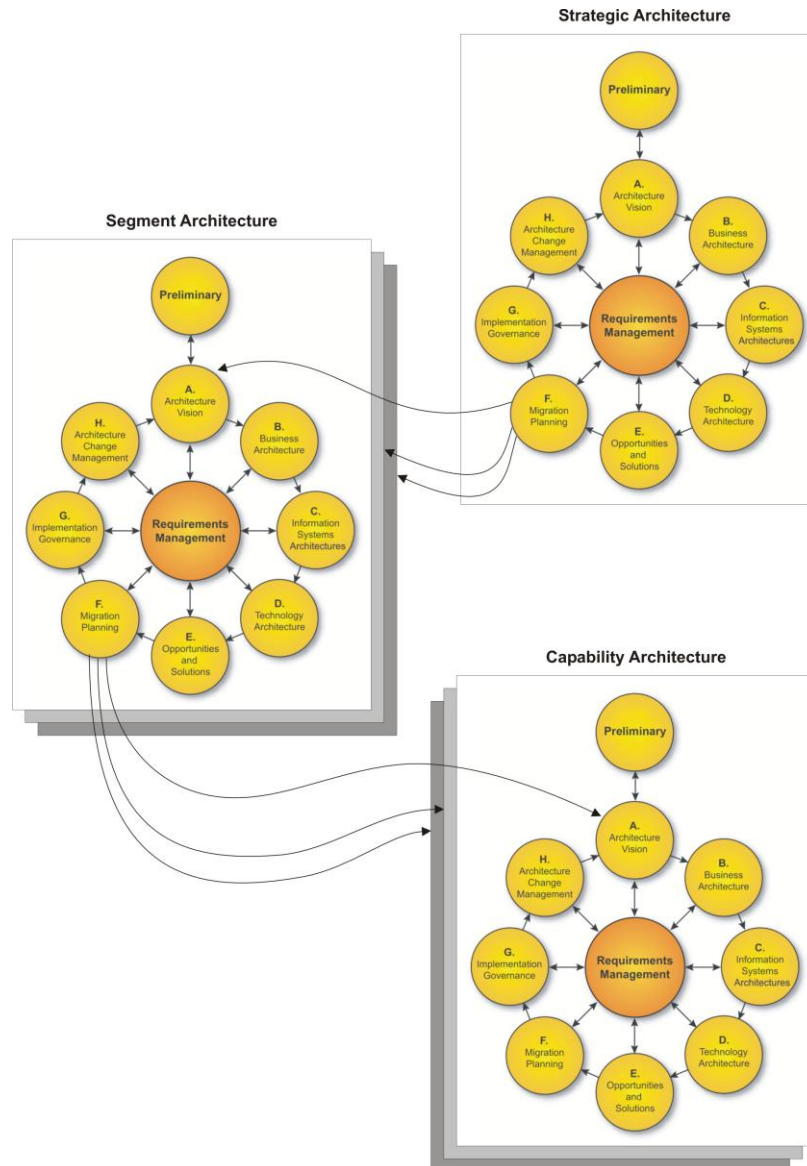 Strategic Architecture
Preliminary
A.
Architecture
Vision
B.
Business
Architecture
C.
Information
Systems
Architectures
D.
Technology
Architecture
E.
Opportunities
and
Solutions
F.
Migration
Planning
G.
Implementation
Governance
H.
Architecture
Change
Management
Requirements
Management
Segment Architecture
Preliminary
A.
Architecture
Vision
B.
Business
Architecture
C.
Information
Systems
Architectures
D.
Technology
Architecture
E.
Opportunities
and
Solutions
F.
Migration
Planning
G.
Implementation
Governance
H.
Architecture
Change
Management
Requirements
Management
Capability Architecture
Preliminary
A.
Architecture
Vision
B.
Business
Architecture
C.
Information
Systems
Architectures
D.
Technology
Architecture
E.
Opportunities
and
Solutions
F.
Migration
Planning
G.
Implementation
Governance
H.
Architecture
Change
Management
Requirements
Management